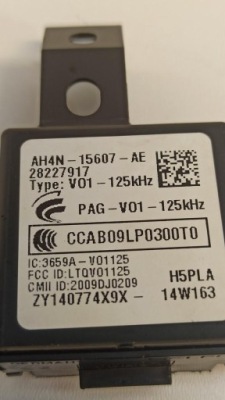 AH4N-15607-AE
28227917
Type: V01-125kHz
PAG-V01-125kHz
CCAB09LP0300T0
IC:3659A-V01125
FCC ID:LTQV01125
H5PLA
CMII ID:2009DJ0209
ZY140774X9X- 14W163